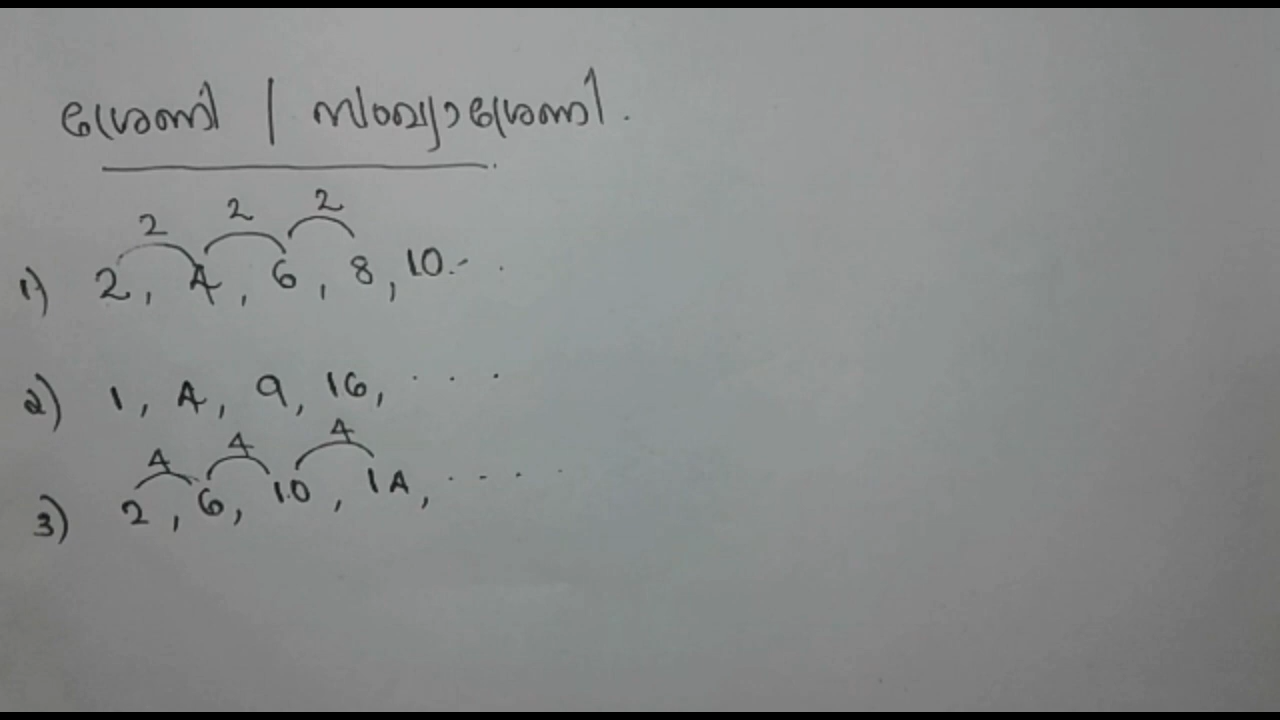 ശ്രേണി | സംഖ്യാശ്രേണി.
2 2 2
1) 2, 4, 6, 8, 10 . - .
2) 1, 4, 9, 16, . . .
4 4 4
3) 2, 6, 10, 14, . . . .